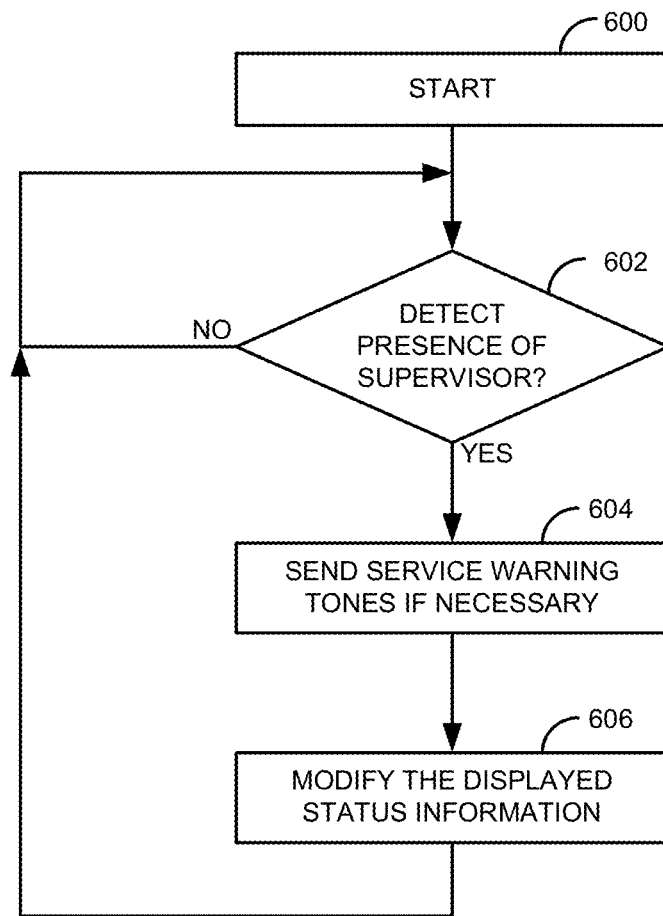 600
START
602
DETECT
PRESENCE OF
SUPERVISOR?
NO
YES
604
SEND SERVICE WARNING
TONES IF NECESSARY
606
MODIFY THE DISPLAYED
STATUS INFORMATION